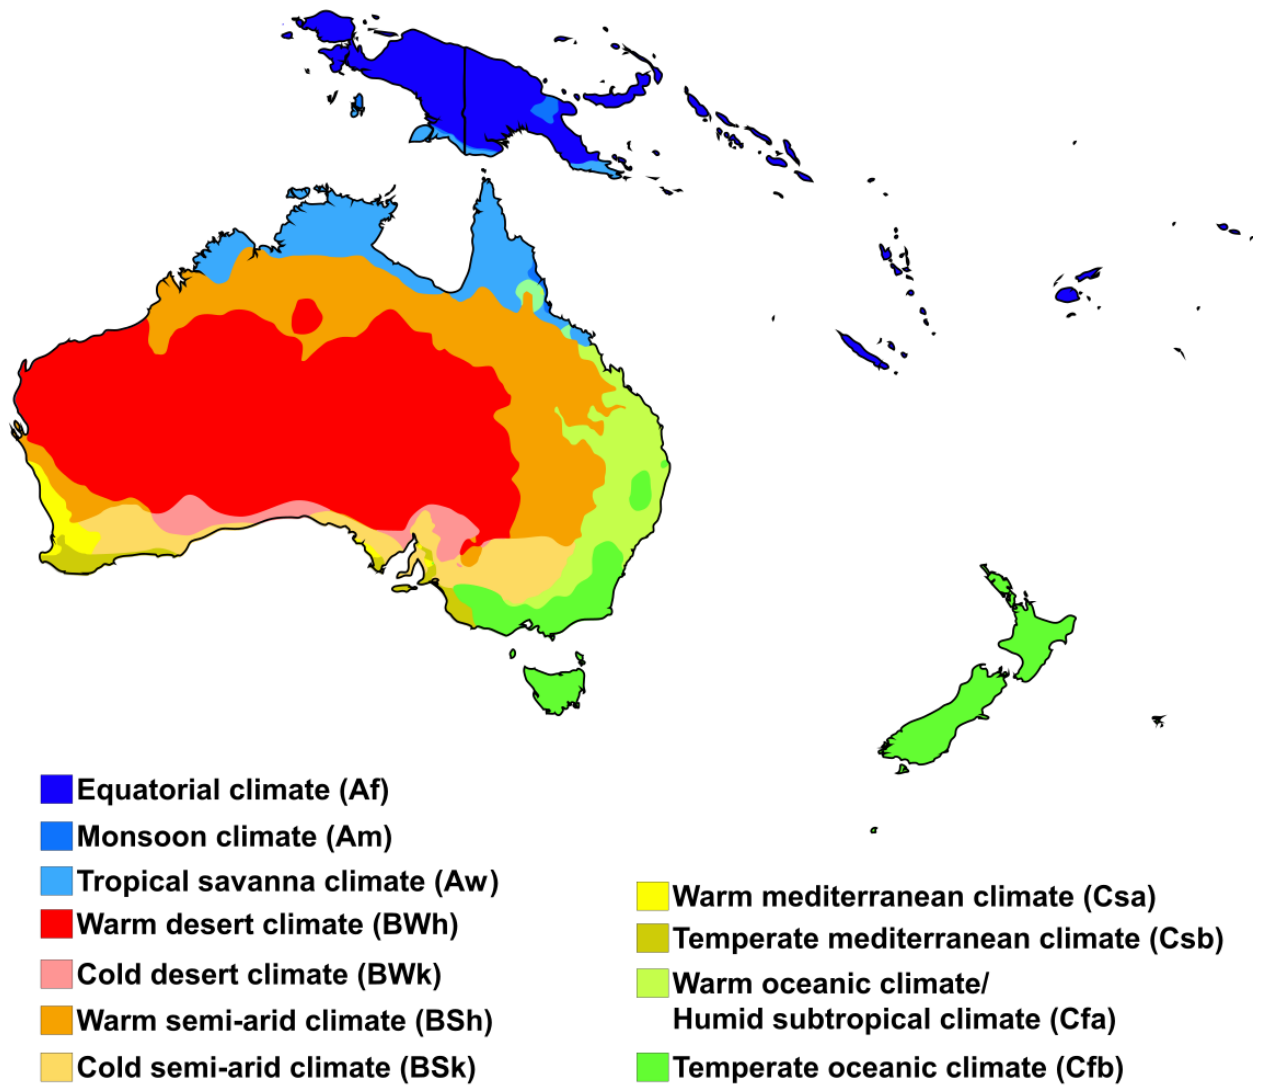 Equatorial climate (Af)
Monsoon climate (Am)
Tropical savanna climate (Aw)
Warm desert climate (BWh)
Cold desert climate (BWk)
Warm semi-arid climate (BSh)
Cold semi-arid climate (BSk)
Warm mediterranean climate (Csa)
Temperate mediterranean climate (Csb)
Warm oceanic climate/
Humid subtropical climate (Cfa)
Temperate oceanic climate (Cfb)